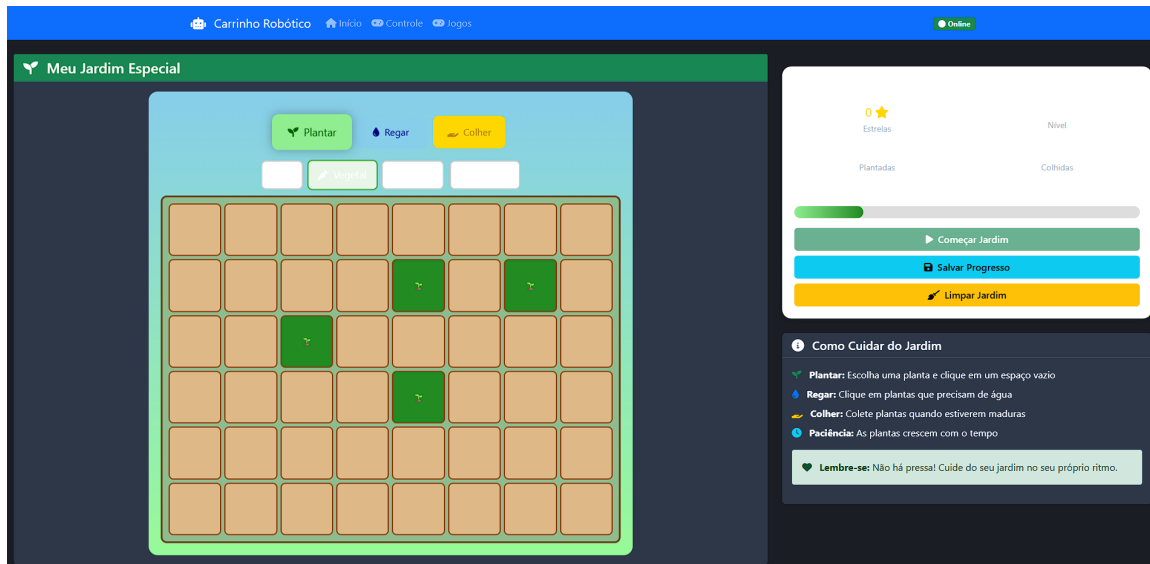 Carrinho Robótico Início Controle Jogos Online
Meu Jardim Especial
Plantar Regar Colher
Vegetal
0
Estrelas
Nível
Plantadas
Colhidas
Começar Jardim
Salvar Progresso
Limpar Jardim
Como Cuidar do Jardim
Plantar: Escolha uma planta e clique em um espaço vazio
Regar: Clique em plantas que precisam de água
Colher: Colete plantas quando estiverem maduras
Paciência: As plantas crescem com o tempo
Lembre-se: Não há pressa! Cuide do seu jardim no seu próprio ritmo.